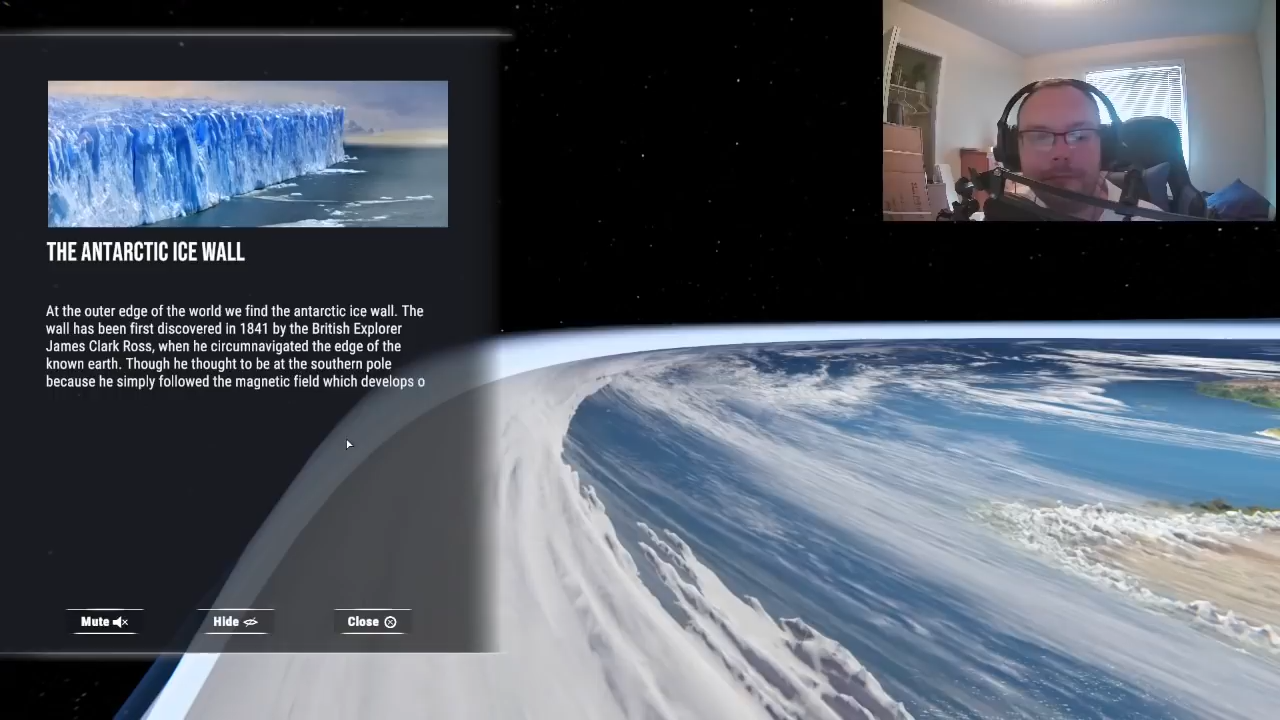 THE ANTARCTIC ICE WALL
At the outer edge of the world we find the antarctic ice wall. The
wall has been first discovered in 1841 by the British Explorer
James Clark Ross, when he circumnavigated the edge of the
known earth. Though he thought to be at the southern pole
because he simply followed the magnetic field which develops o
Mute
Hide
Close